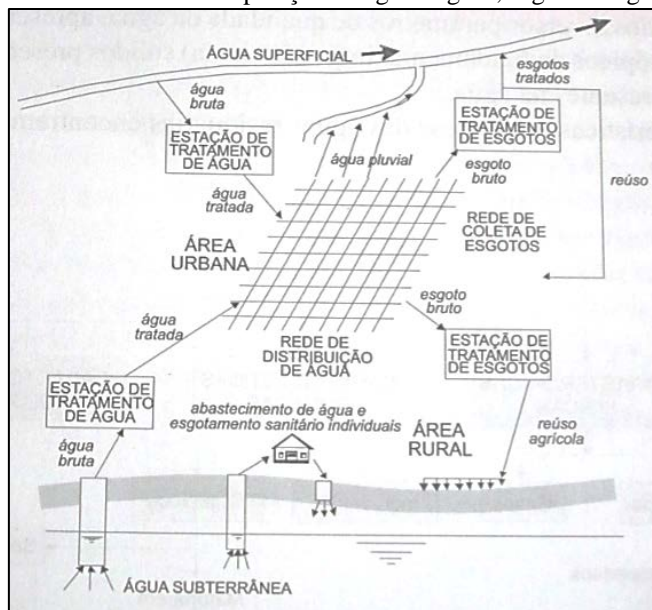 ÁGUA SUPERFICIAL
esgotos
tratados
água
bruta
ESTAÇÃO DE
TRATAMENTO
DE ESGOTOS
ESTAÇÃO DE
TRATAMENTO
DE ÁGUA
água pluvial
esgoto
bruto
reúso
água
tratada
REDE DE
COLETA DE
ESGOTOS
ÁREA
URBANA
esgoto
bruto
água
tratada
REDE DE
DISTRIBUIÇÃO
DE ÁGUA
ESTAÇÃO DE
TRATAMENTO
DE ESGOTOS
ESTAÇÃO DE
TRATAMENTO
DE ÁGUA
abastecimento de água e
esgotamento sanitário individuais
ÁREA
RURAL
reúso
agrícola
água
bruta
ÁGUA SUBTERRÂNEA